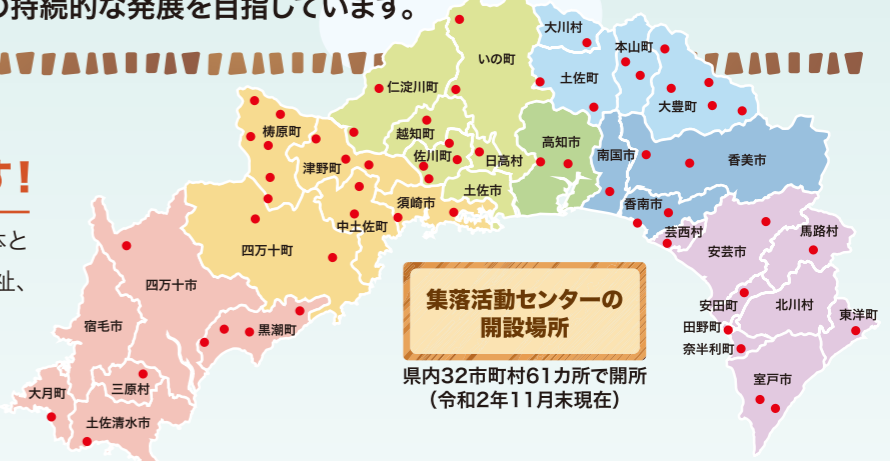 の持続的な発展を目指しています。
す!
本と
祉、
大川村
本山町
いの町
土佐町
仁淀川町
大豊町
梼原町
越知町
高知市
津野町
佐川町
日高村
南国市
香美市
土佐市
須崎市
香南市
中土佐町
芸西村
馬路村
四万十町
安芸市
四万十市
安田町
北川村
東洋町
宿毛市
黒潮町
田野町
奈半利町
大月町
三原村
室戸市
土佐清水市
集落活動センターの
開設場所
県内32市町村61カ所で開所
（令和2年11月末現在）